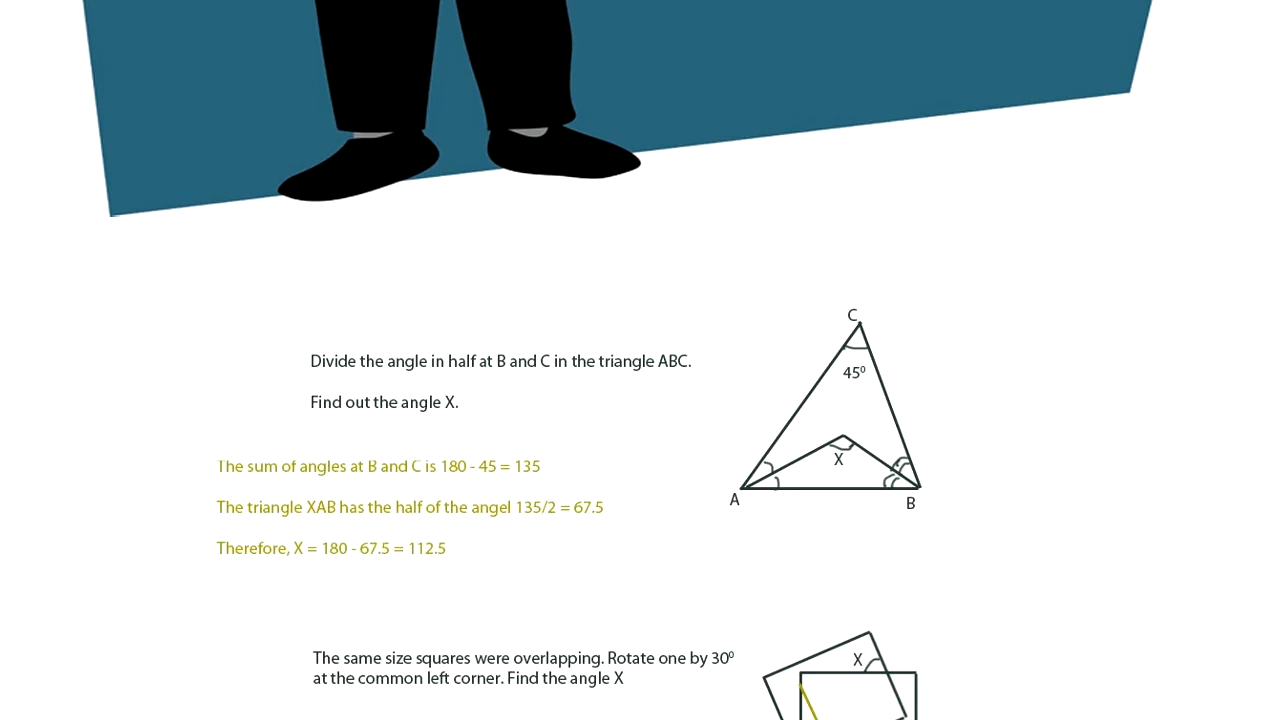 C
Divide the angle in half at B and C in the triangle ABC.
45⁰
Find out the angle X.
X
The sum of angles at B and C is 180 - 45 = 135
A
B
The triangle XAB has the half of the angel 135/2 = 67.5
Therefore, X = 180 - 67.5 = 112.5
The same size squares were overlapping. Rotate one by 30⁰
X
at the common left corner. Find the angle X